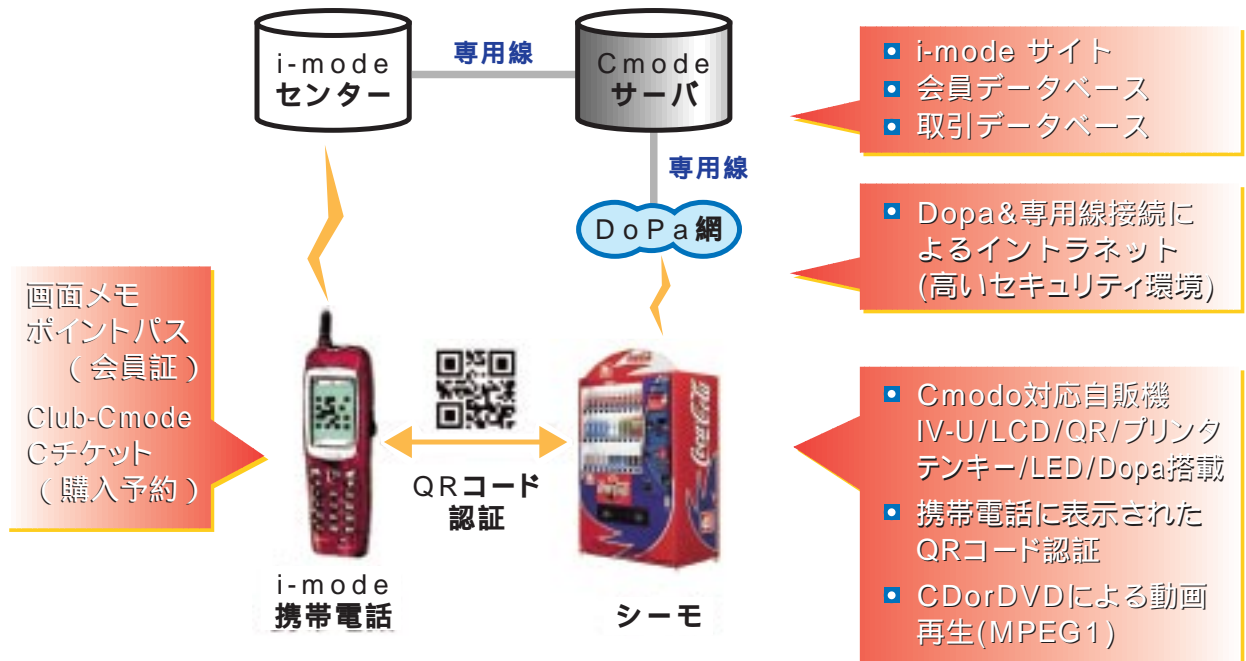 i-mode
センター
専用線
Cmode
サーバ
専用線
DoPa網
i-mode サイト
会員データベース
取引データベース
Dopa&専用線接続に
よるイントラネット
(高いセキュリティ環境)
画面メモ
ポイントパス
(会員証)
Club-Cmode
Cチケット
(購入予約)
QRコード
認証
i-mode
携帯電話
Coca-Cola
シーモ
Cmodo対応自販機
IV-U/LCD/QR/プリンタ
テンキー/LED/Dopa搭載
携帯電話に表示された
QRコード認証
CDorDVDによる動画
再生(MPEG1)